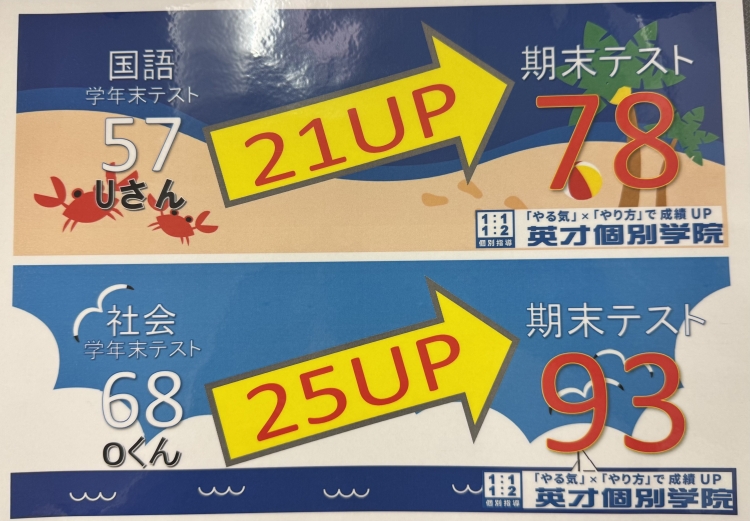 国語
学年末テスト
57
Uさん
21UP
期末テスト
78
1:1
1:2
個別指導
「やる気」×「やり方」で成績UP
英才個別学院
社会
学年末テスト
68
oくん
25UP
期末テスト
93
1:1
1:2
個別指導
「やる気」×「やり方」で成績UP
英才個別学院